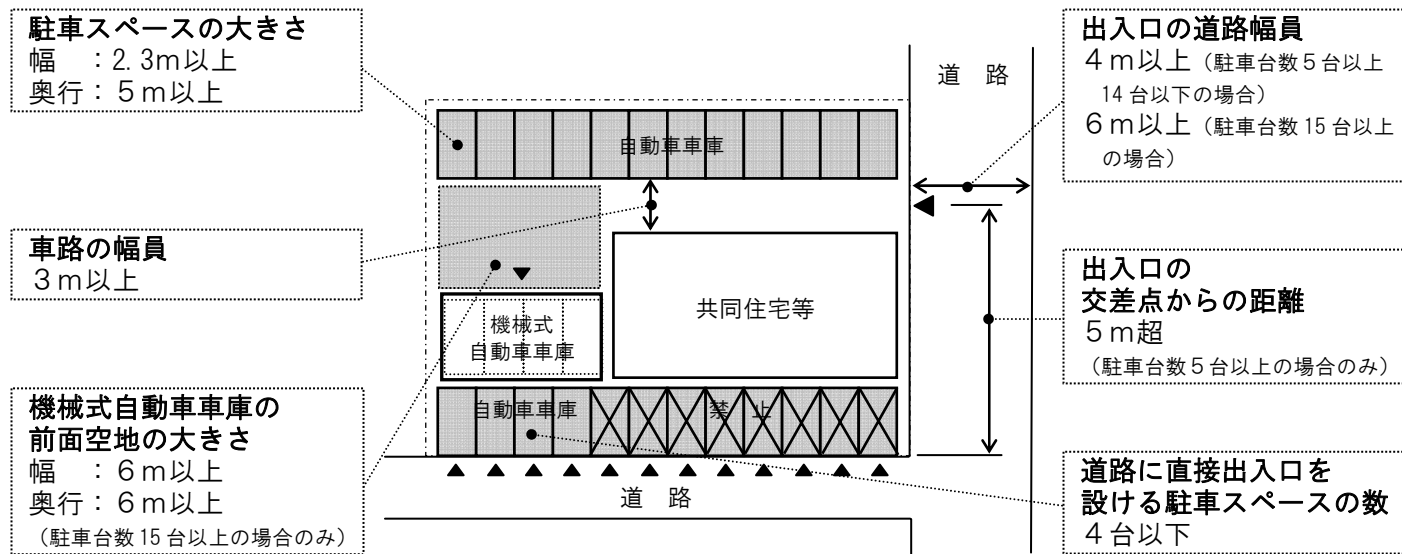 駐車スペースの大きさ
幅　：2.3m以上
奥行：５ｍ以上
車路の幅員
３ｍ以上
機械式自動車車庫の
前面空地の大きさ
幅　：６ｍ以上
奥行：６ｍ以上
（駐車台数15台以上の場合のみ）
自動車車庫
機械式
自動車車庫
共同住宅等
自動車車庫
禁　止
道　路
道　路
出入口の道路幅員
４ｍ以上（駐車台数５台以上
14台以下の場合）
６ｍ以上（駐車台数15台以上
の場合）
出入口の
交差点からの距離
５ｍ超
（駐車台数５台以上の場合のみ）
道路に直接出入口を
設ける駐車スペースの数
４台以下